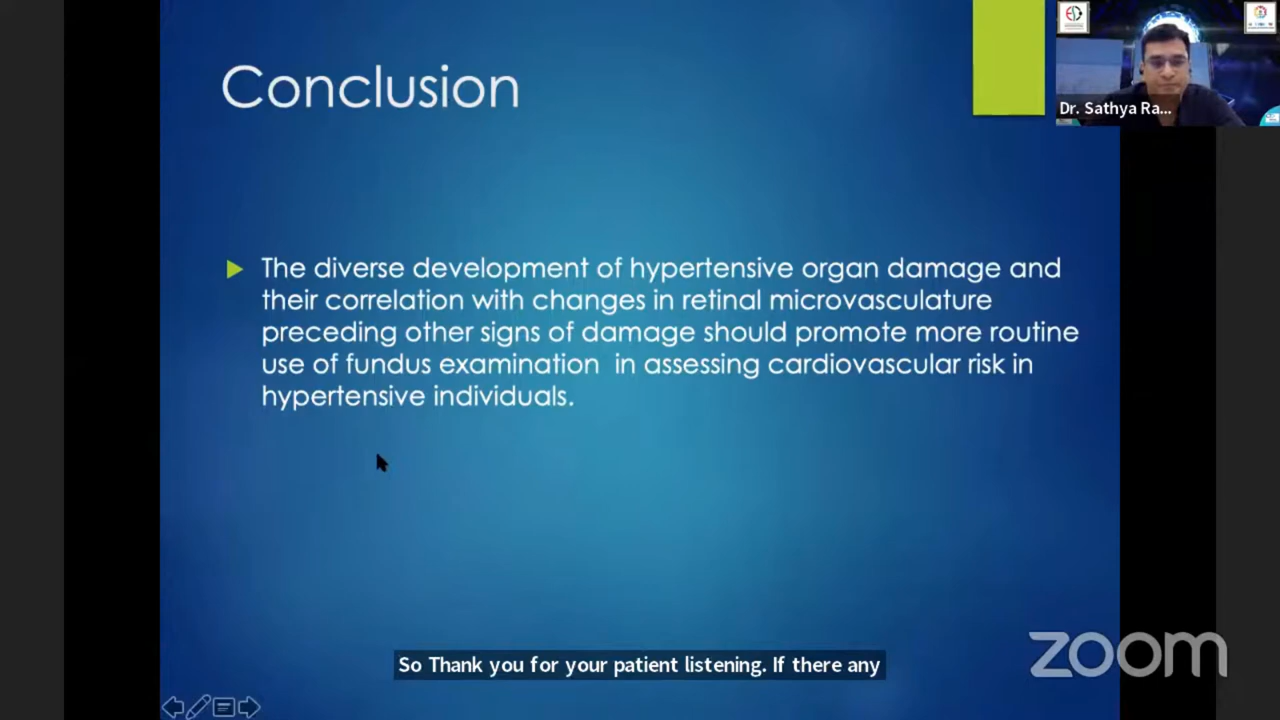 Conclusion
Dr. Sathya Ra...
The diverse development of hypertensive organ damage and
their correlation with changes in retinal microvasculature
preceding other signs of damage should promote more routine
use of fundus examination in assessing cardiovascular risk in
hypertensive individuals.
So Thank you for your patient listening. If there any
zoom